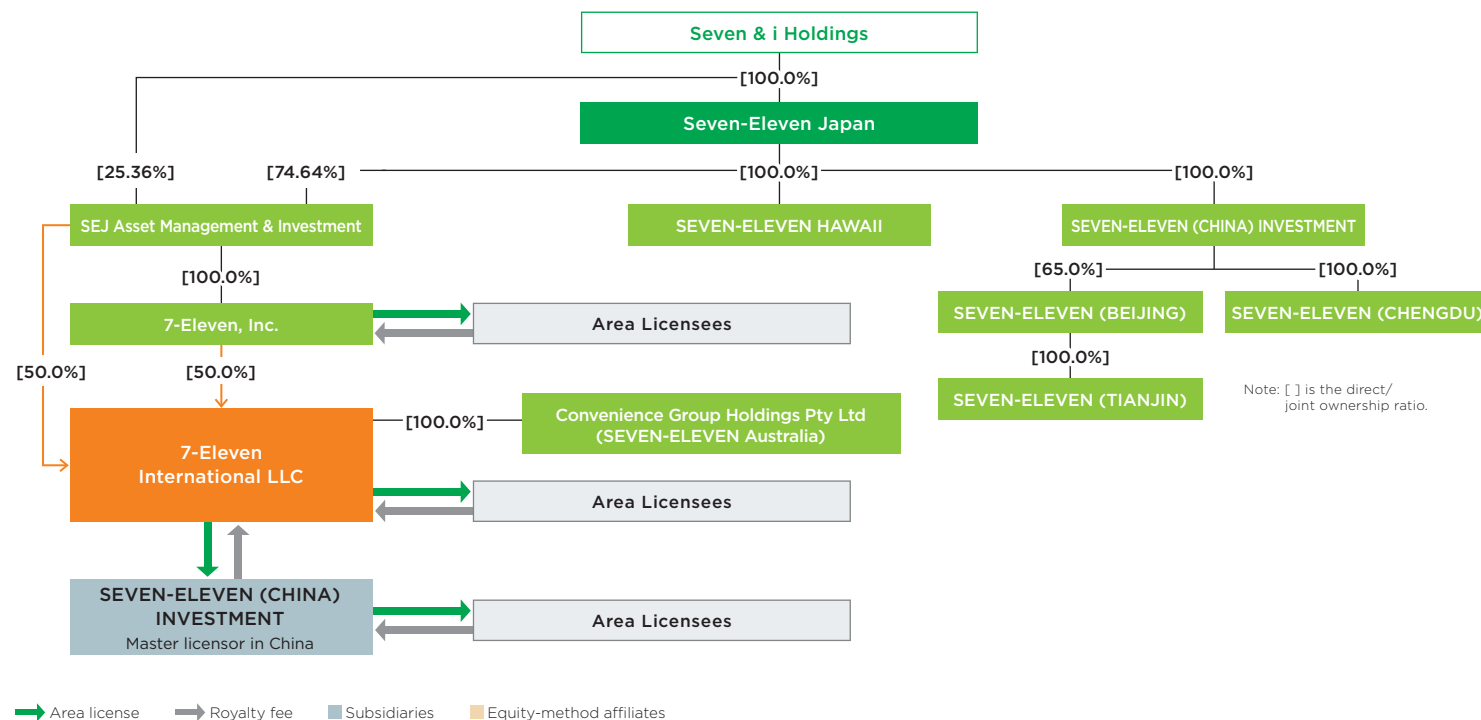 Seven & i Holdings
[100.0%]
Seven-Eleven Japan
[25.36%]
[74.64%]
[100.0%]
[100.0%]
SEJ Asset Management & Investment
SEVEN-ELEVEN HAWAII
SEVEN-ELEVEN (CHINA) INVESTMENT
[100.0%]
[65.0%]
[100.0%]
7-Eleven, Inc.
Area Licensees
SEVEN-ELEVEN (BEIJING)
SEVEN-ELEVEN (CHENGDU)
[50.0%]
[50.0%]
[100.0%]
SEVEN-ELEVEN (TIANJIN)
Note: [ ] is the direct/
joint ownership ratio.
7-Eleven
International LLC
[100.0%]
Convenience Group Holdings Pty Ltd
(SEVEN-ELEVEN Australia)
Area Licensees
SEVEN-ELEVEN (CHINA)
INVESTMENT
Master licensor in China
Area Licensees
Area license
Royalty fee
Subsidiaries
Equity-method affiliates